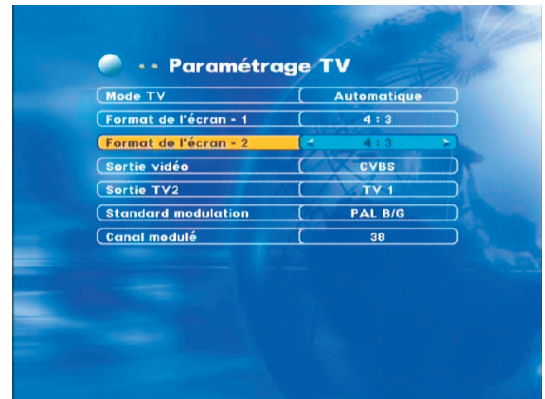 Paramétrage TV
Mode TV Automatique
Format de l'écran - 1 4 : 3
Format de l'écran - 2 4 : 3
Sortie vidéo CVBS
Sortie TV2 TV 1
Standard modulation PAL B/G
Canal modulé 38